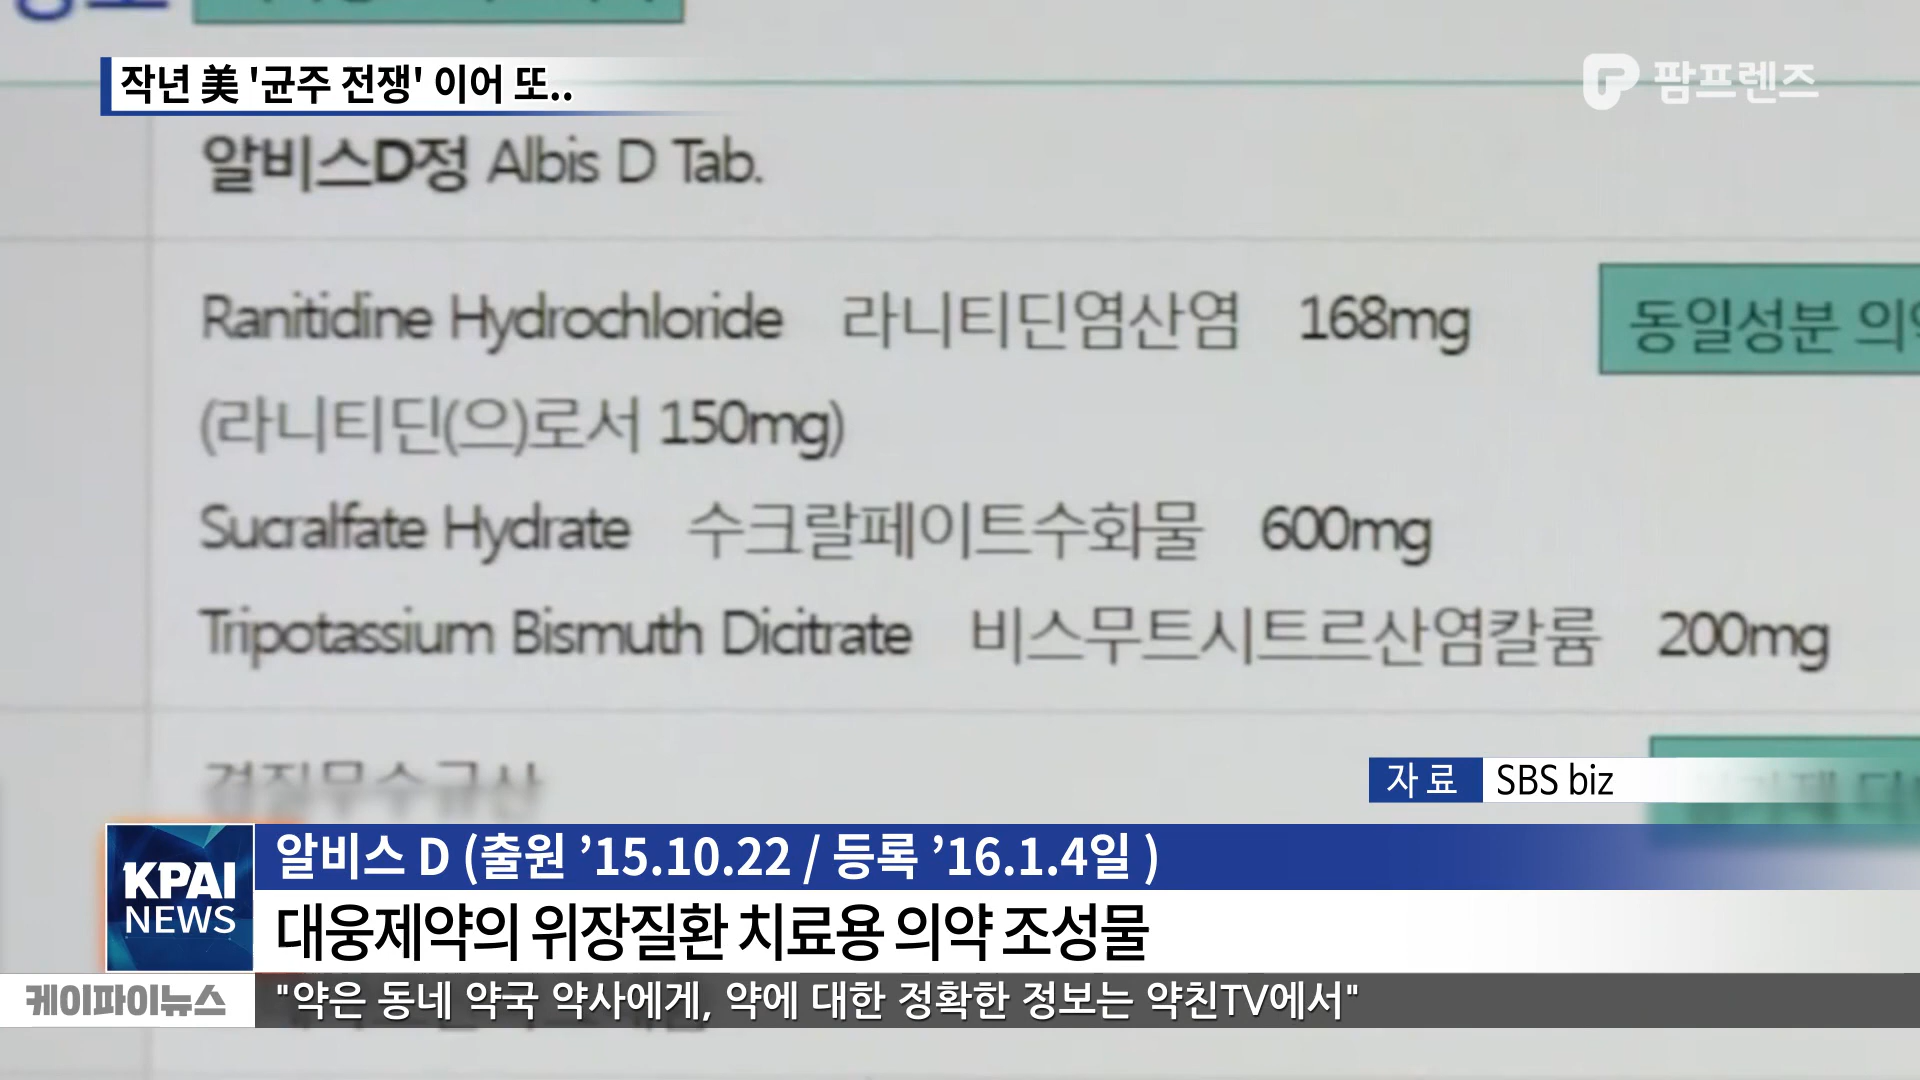 작년 美 '균주 전쟁' 이어 또..
팜프렌즈
알비스D정 Albis D Tab.
Ranitidine Hydrochloride 라니티딘염산염 168mg
동일성분 의약
(라니티딘(으)로서 150mg)
Sucralfate Hydrate 수크랄페이트수화물 600mg
Tripotassium Bismuth Dicitrate 비스무트시트르산염칼륨 200mg
경질무수규산
자료 SBS biz
KPAI NEWS
알비스 D (출원 ’15.10.22 / 등록 ’16.1.4일 )
대웅제약의 위장질환 치료용 의약 조성물
케이파이뉴스 "약은 동네 약국 약사에게, 약에 대한 정확한 정보는 약친TV에서"